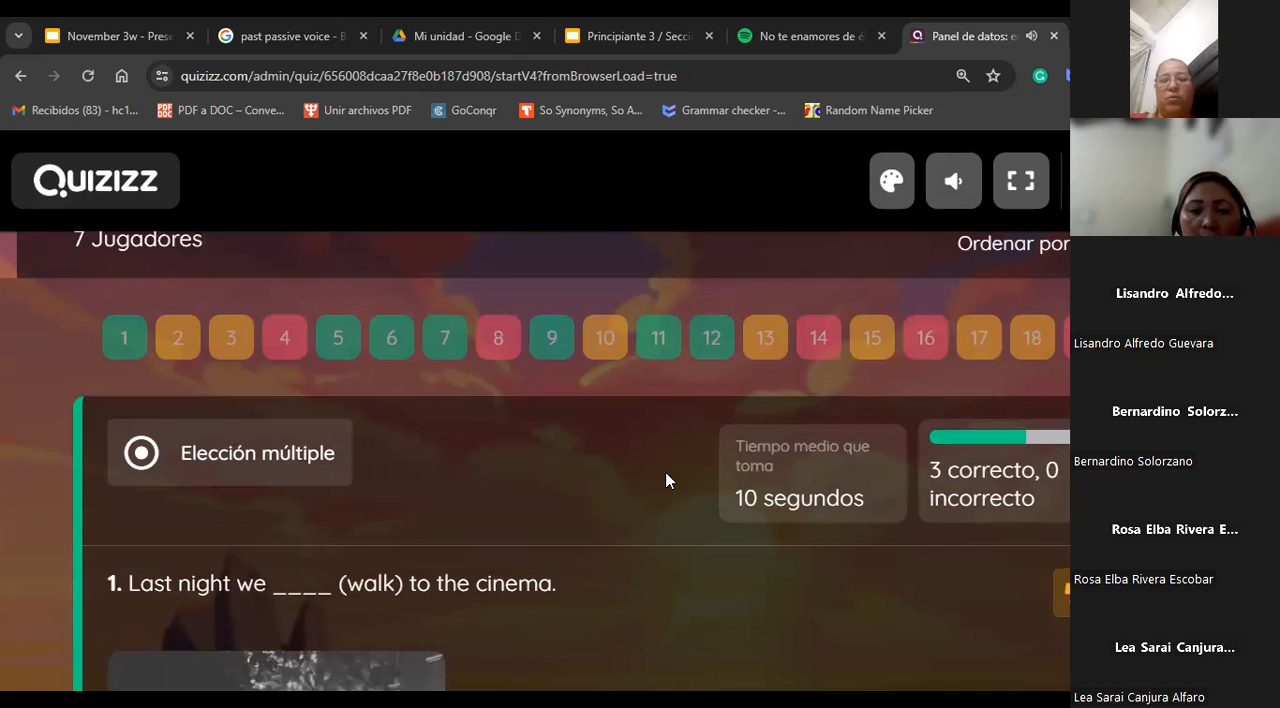 November 3w - Prese
past passive voice - B
Mi unidad - Google D
Principiante 3 / Secci
No te enamores de é
Panel de datos: e
quizizz.com/admin/quiz/656008dcaa27f8e0b187d908/startV4?fromBrowserLoad=true
Recibidos (83) - hc1...
PDF a DOC – Conve...
Unir archivos PDF
GoConqr
So Synonyms, So A...
Grammar checker -...
Random Name Picker
Quizizz
7 Jugadores
Ordenar por
1 2 3 4 5 6 7 8 9 10 11 12 13 14 15 16 17 18
Elección múltiple
Tiempo medio que
toma
10 segundos
3 correcto, 0
incorrecto
1. Last night we ____ (walk) to the cinema.
Lisandro Alfredo...
Lisandro Alfredo Guevara
Bernardino Solorz...
Bernardino Solorzano
Rosa Elba Rivera E...
Rosa Elba Rivera Escobar
Lea Sarai Canjura...
Lea Sarai Canjura Alfaro